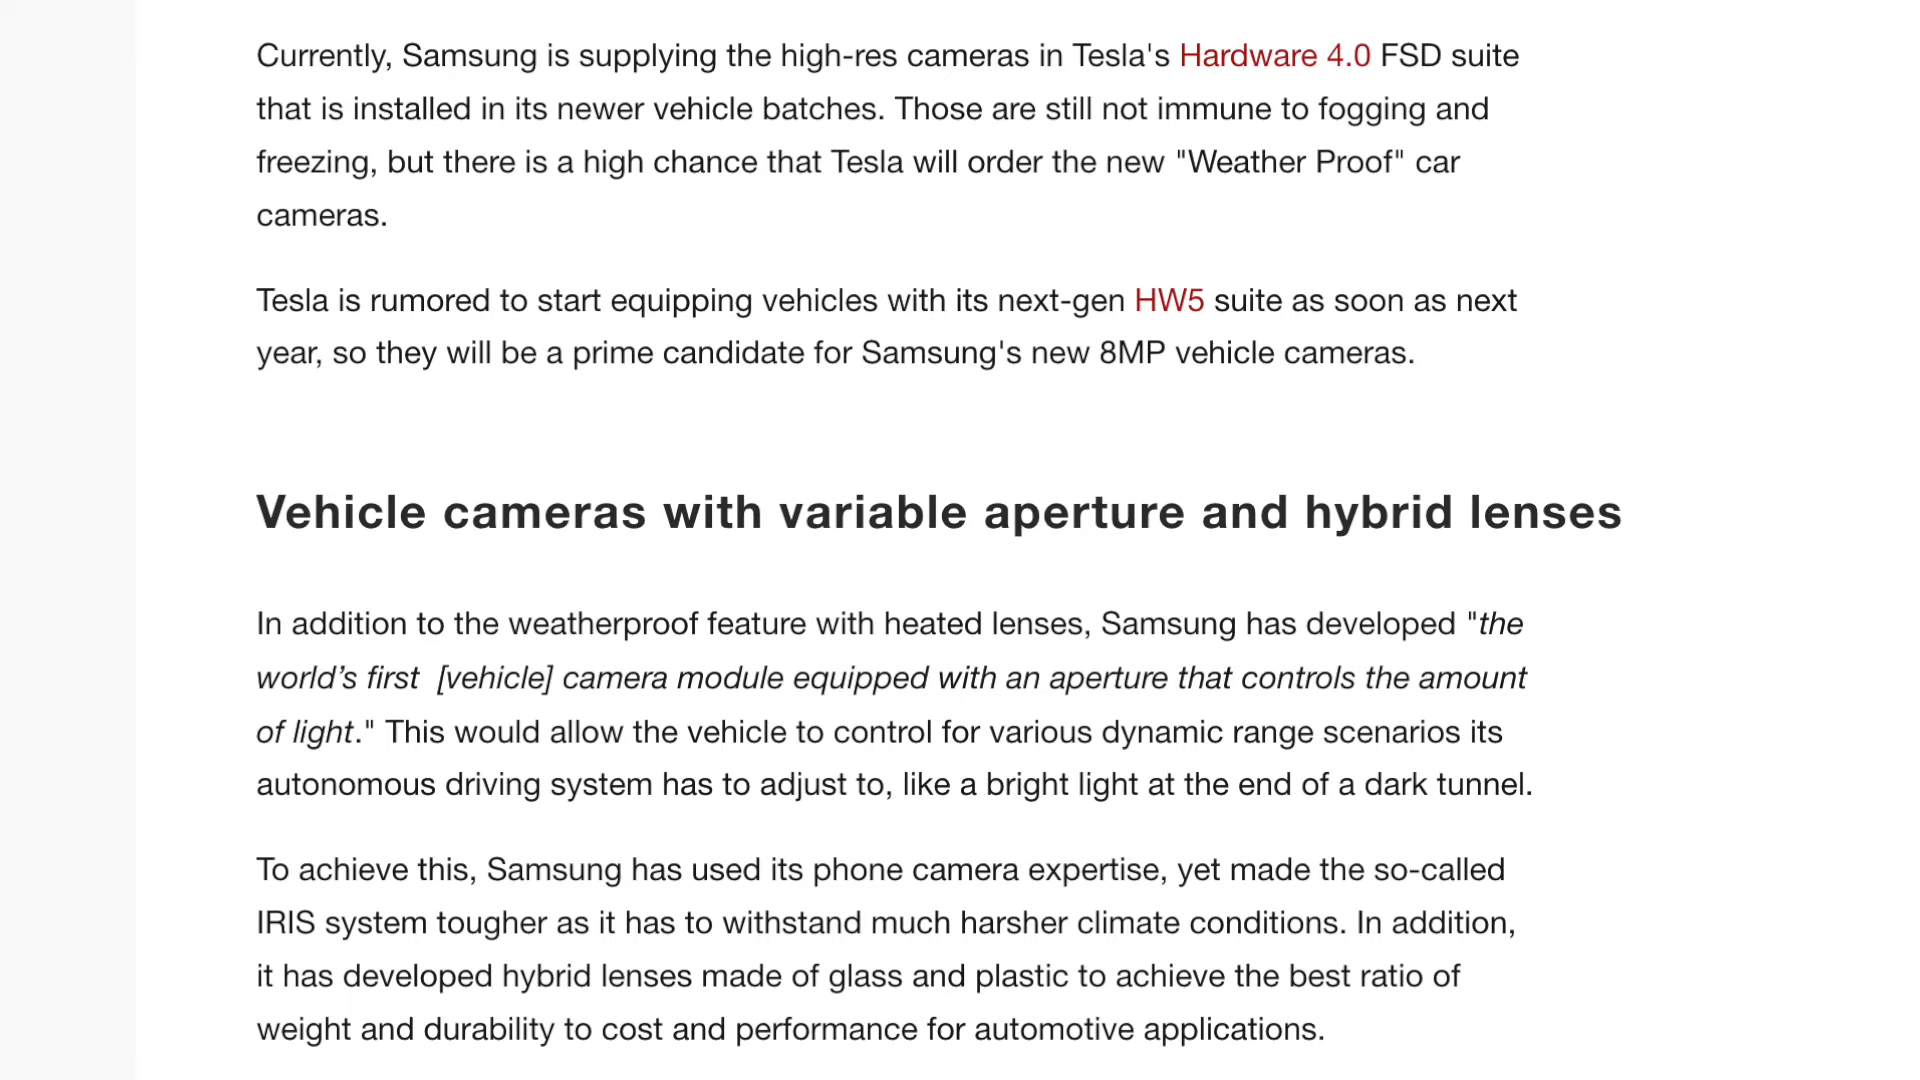 Currently, Samsung is supplying the high-res cameras in Tesla's Hardware 4.0 FSD suite
that is installed in its newer vehicle batches. Those are still not immune to fogging and
freezing, but there is a high chance that Tesla will order the new "Weather Proof" car
cameras.
Tesla is rumored to start equipping vehicles with its next-gen HW5 suite as soon as next
year, so they will be a prime candidate for Samsung's new 8MP vehicle cameras.
Vehicle cameras with variable aperture and hybrid lenses
In addition to the weatherproof feature with heated lenses, Samsung has developed "the
world’s first  [vehicle] camera module equipped with an aperture that controls the amount
of light." This would allow the vehicle to control for various dynamic range scenarios its
autonomous driving system has to adjust to, like a bright light at the end of a dark tunnel.
To achieve this, Samsung has used its phone camera expertise, yet made the so-called
IRIS system tougher as it has to withstand much harsher climate conditions. In addition,
it has developed hybrid lenses made of glass and plastic to achieve the best ratio of
weight and durability to cost and performance for automotive applications.